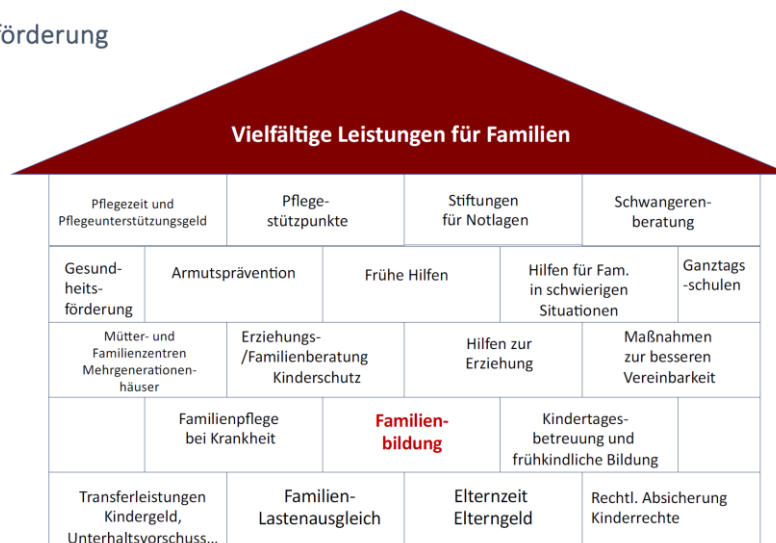 förderung
Vielfältige Leistungen für Familien
Pflegezeit und
Pflegeunterstützungsgeld
Pflege-
stützpunkte
Stiftungen
für Notlagen
Schwangeren-
beratung
Gesund-
heits-
förderung
Armutsprävention
Frühe Hilfen
Hilfen für Fam.
in schwierigen
Situationen
Ganztags
-schulen
Mütter- und
Familienzentren
Mehrgenerationen-
häuser
Erziehungs-
/Familienberatung
Kinderschutz
Hilfen zur
Erziehung
Maßnahmen
zur besseren
Vereinbarkeit
Familienpflege
bei Krankheit
Familien-
bildung
Kindertages-
betreuung und
frühkindliche Bildung
Transferleistungen
Kindergeld,
Unterhaltsvorschuss...
Familien-
Lastenausgleich
Elternzeit
Elterngeld
Rechtl. Absicherung
Kinderrechte